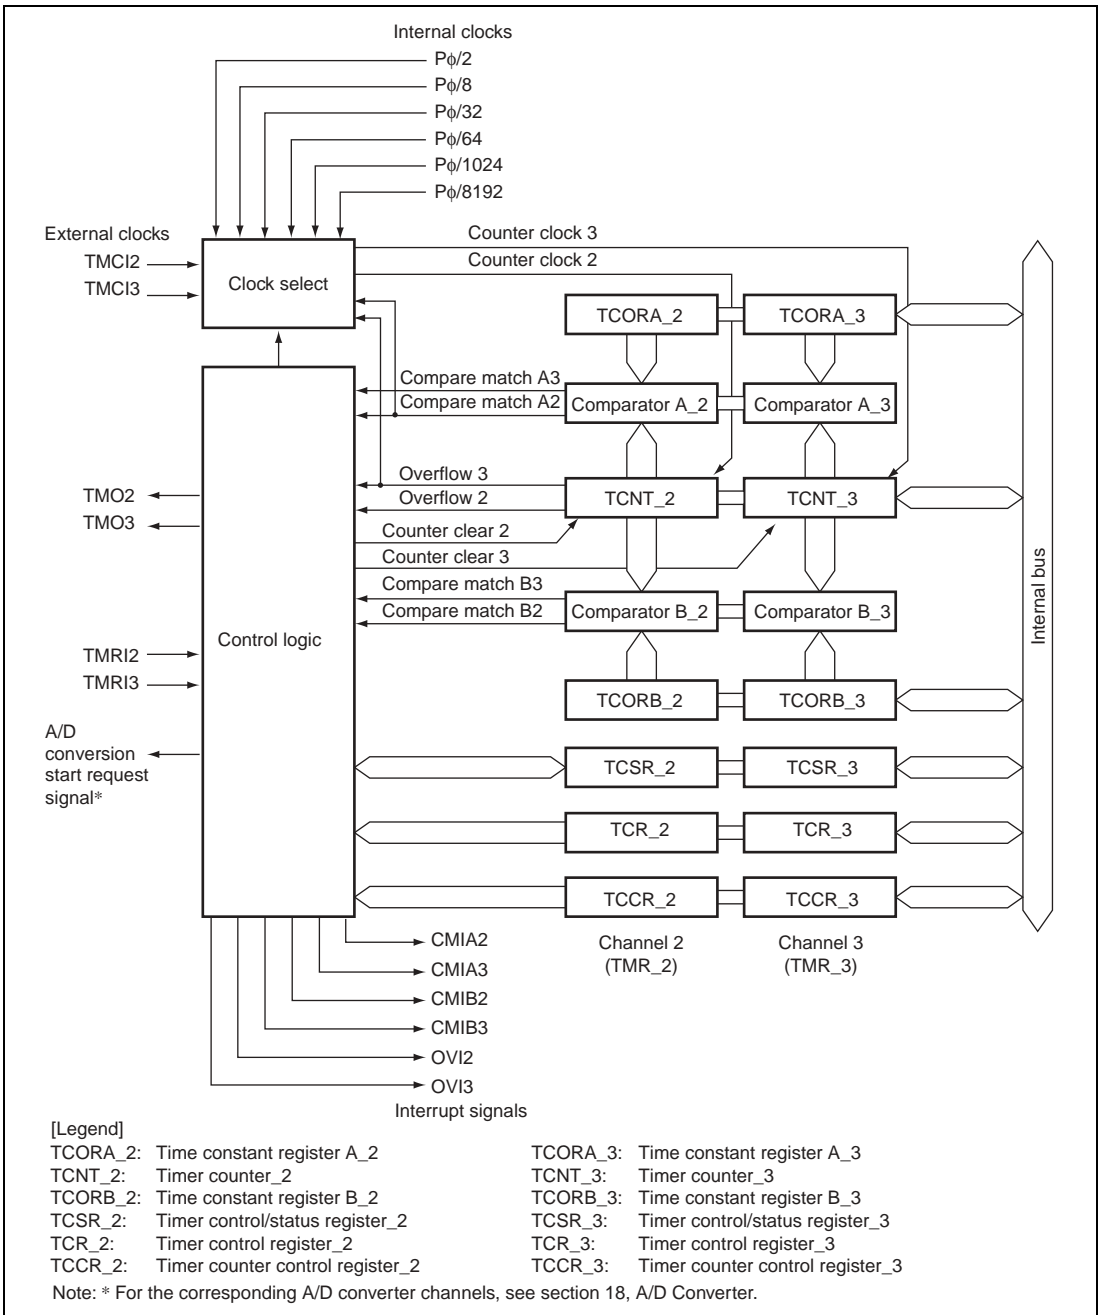 Internal clocks
Pϕ/2
Pϕ/8
Pϕ/32
Pϕ/64
Pϕ/1024
Pϕ/8192
External clocks
TMCI2
TMCI3
Clock select
Counter clock 3
Counter clock 2
TCORA_2
TCORA_3
Compare match A3
Compare match A2
Comparator A_2
Comparator A_3
Overflow 3
Overflow 2
TCNT_2
TCNT_3
TMO2
TMO3
Counter clear 2
Counter clear 3
Compare match B3
Compare match B2
Comparator B_2
Comparator B_3
Internal bus
Control logic
TMRI2
TMRI3
TCORB_2
TCORB_3
A/D
conversion
start request
signal*
TCSR_2
TCSR_3
TCR_2
TCR_3
TCCR_2
TCCR_3
Channel 2
(TMR_2)
Channel 3
(TMR_3)
CMIA2
CMIA3
CMIB2
CMIB3
OVI2
OVI3
Interrupt signals
[Legend]
TCORA_2: Time constant register A_2
TCORA_3: Time constant register A_3
TCNT_2: Timer counter_2
TCNT_3: Timer counter_3
TCORB_2: Time constant register B_2
TCORB_3: Time constant register B_3
TCSR_2: Timer control/status register_2
TCSR_3: Timer control/status register_3
TCR_2: Timer control register_2
TCR_3: Timer control register_3
TCCR_2: Timer counter control register_2
TCCR_3: Timer counter control register_3
Note: * For the corresponding A/D converter channels, see section 18, A/D Converter.